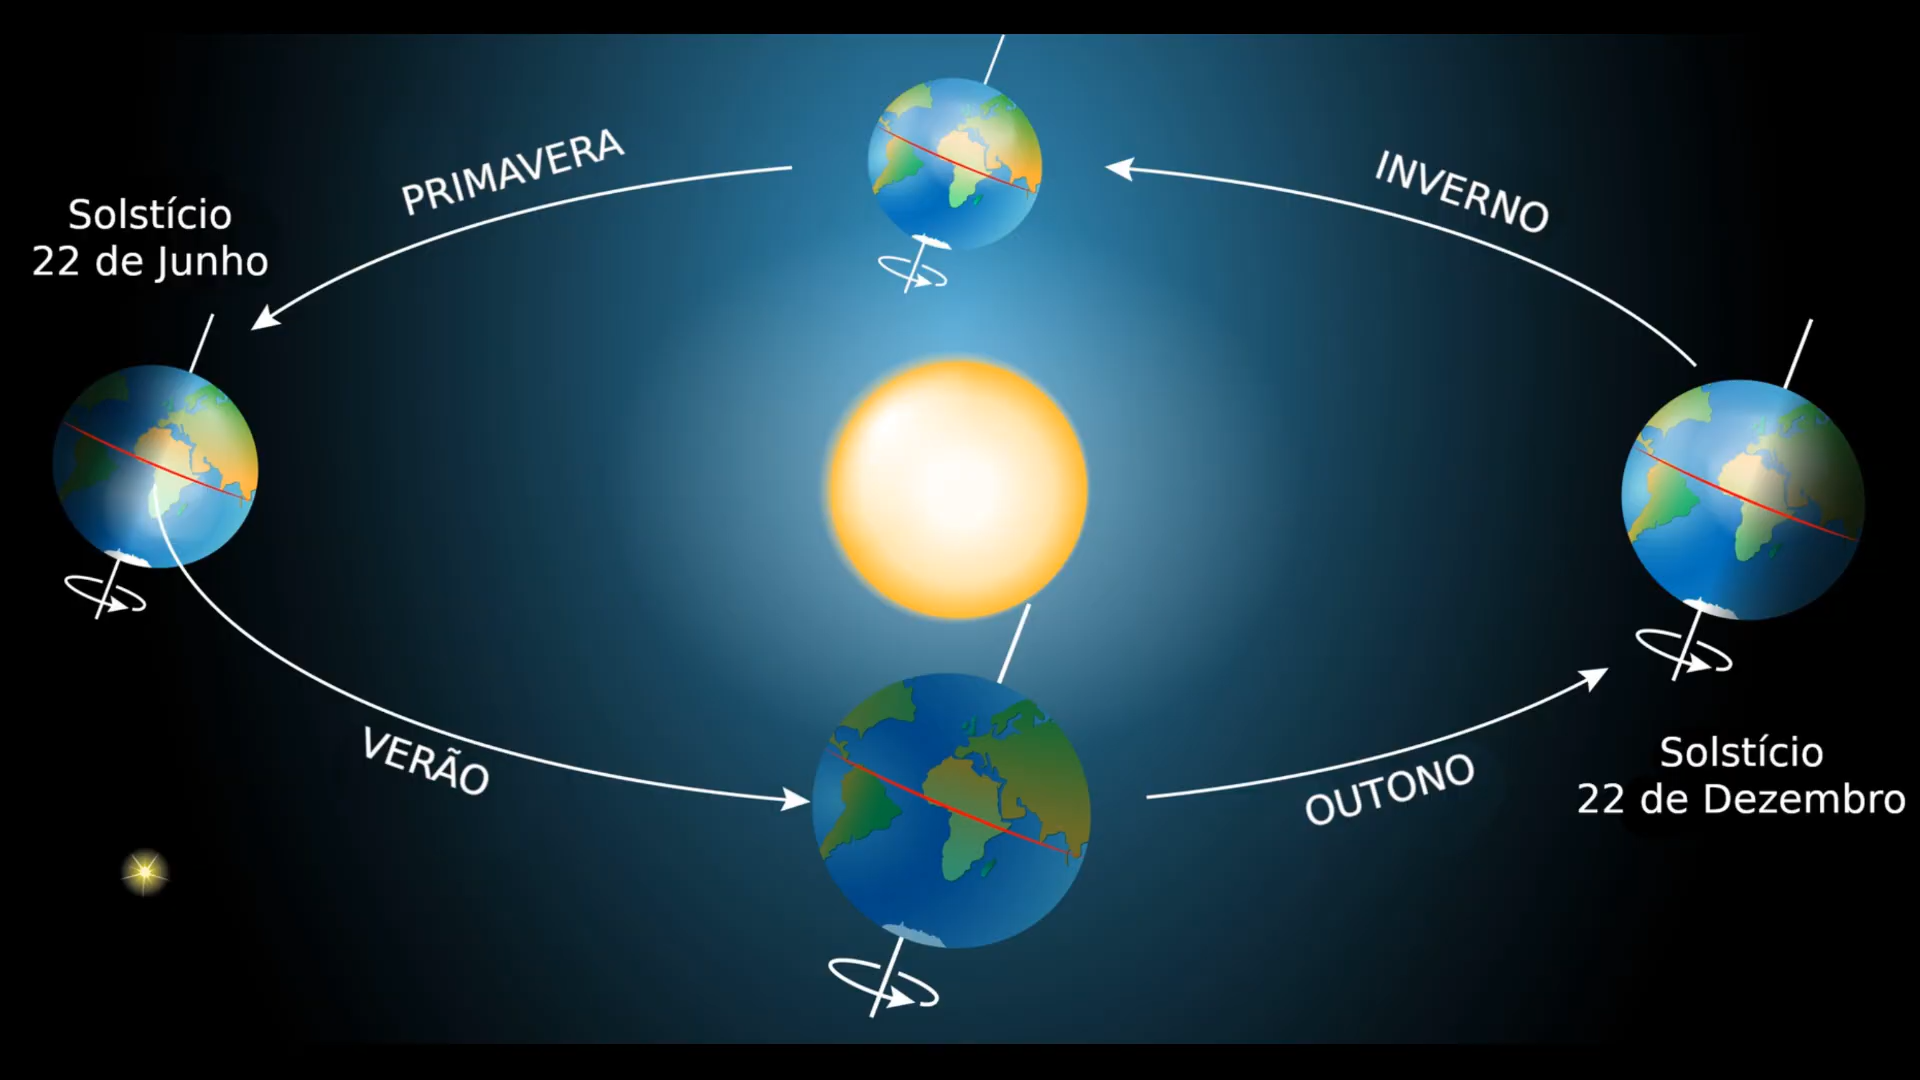 PRIMAVERA
INVERNO
Solstício
22 de Junho
VERÃO
OUTONO
Solstício
22 de Dezembro